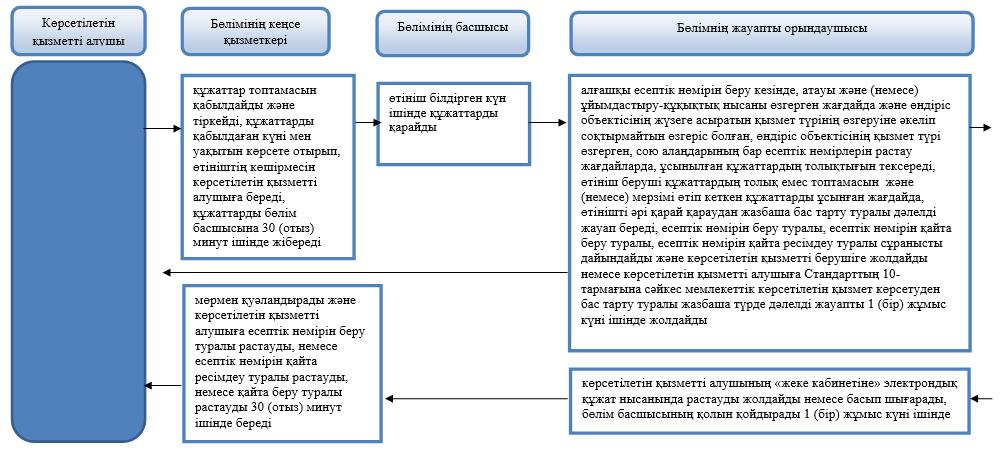 Көрсетілетін
қызметті алушы
Бөлімінің кеңсе
қызметкері
Бөлімінің басшысы
Бөлімнің жауапты орындаушысы
құжаттар топтамасын
қабылдайды және
тіркейді, құжаттарды
қабылдаған күні мен
уақытын көрсете отырып,
өтініштің көшірмесін
көрсетілетін қызметті
алушыға береді,
құжаттарды бөлім
басшысына 30 (отыз)
минут ішінде жібереді
өтініш білдірген күн
ішінде құжаттарды
қарайды
алғашқы есептік нөмірін беру кезінде, атауы және (немесе)
ұйымдастыру-құқықтық нысаны өзгерген жағдайда және өндіріс
объектісінің жүзеге асыратын қызмет түрінің өзгеруіне әкеліп
соқтырмайтын өзгеріс болған, өндіріс объектісінің қызмет түрі
өзгерген, сою алаңдарының бар есептік нөмірлерін растау
жағдайларда, ұсынылған құжаттардың толықтығын тексереді,
өтініш беруші құжаттардың толық емес топтамасын және
(немесе) мерзімі өтіп кеткен құжаттарды ұсынған жағдайда,
өтінішті әрі қарай қараудан жазбаша бас тарту туралы дәлелді
жауап береді, есептік нөмірін беру туралы, есептік нөмірін қайта
беру туралы, есептік нөмірін қайта ресімдеу туралы сұранысты
дайындайды және көрсетілетін қызметті берушіге жолдайды
немесе көрсетілетін қызметті алушыға Стандарттың 10-
тармағына сәйкес мемлекеттік көрсетілетін қызмет көрсетуден
бас тарту туралы жазбаша түрде дәлелді жауапты 1 (бір) жұмыс
күні ішінде жолдайды
мөрмен қуәландырады және
көрсетілетін қызметті
алушыға есептік нөмірін беру
туралы растауды, немесе
есептік нөмірін қайта
ресімдеу туралы растауды,
немесе қайта беру туралы
растауды 30 (отыз) минут
ішінде береді
көрсетілетін қызметті алушының «жеке кабинетіне» электрондық
құжат нысанында растауды жолдайды немесе басып шығарады,
бөлім басшысының қолын қойдырады 1 (бір) жұмыс күні ішінде